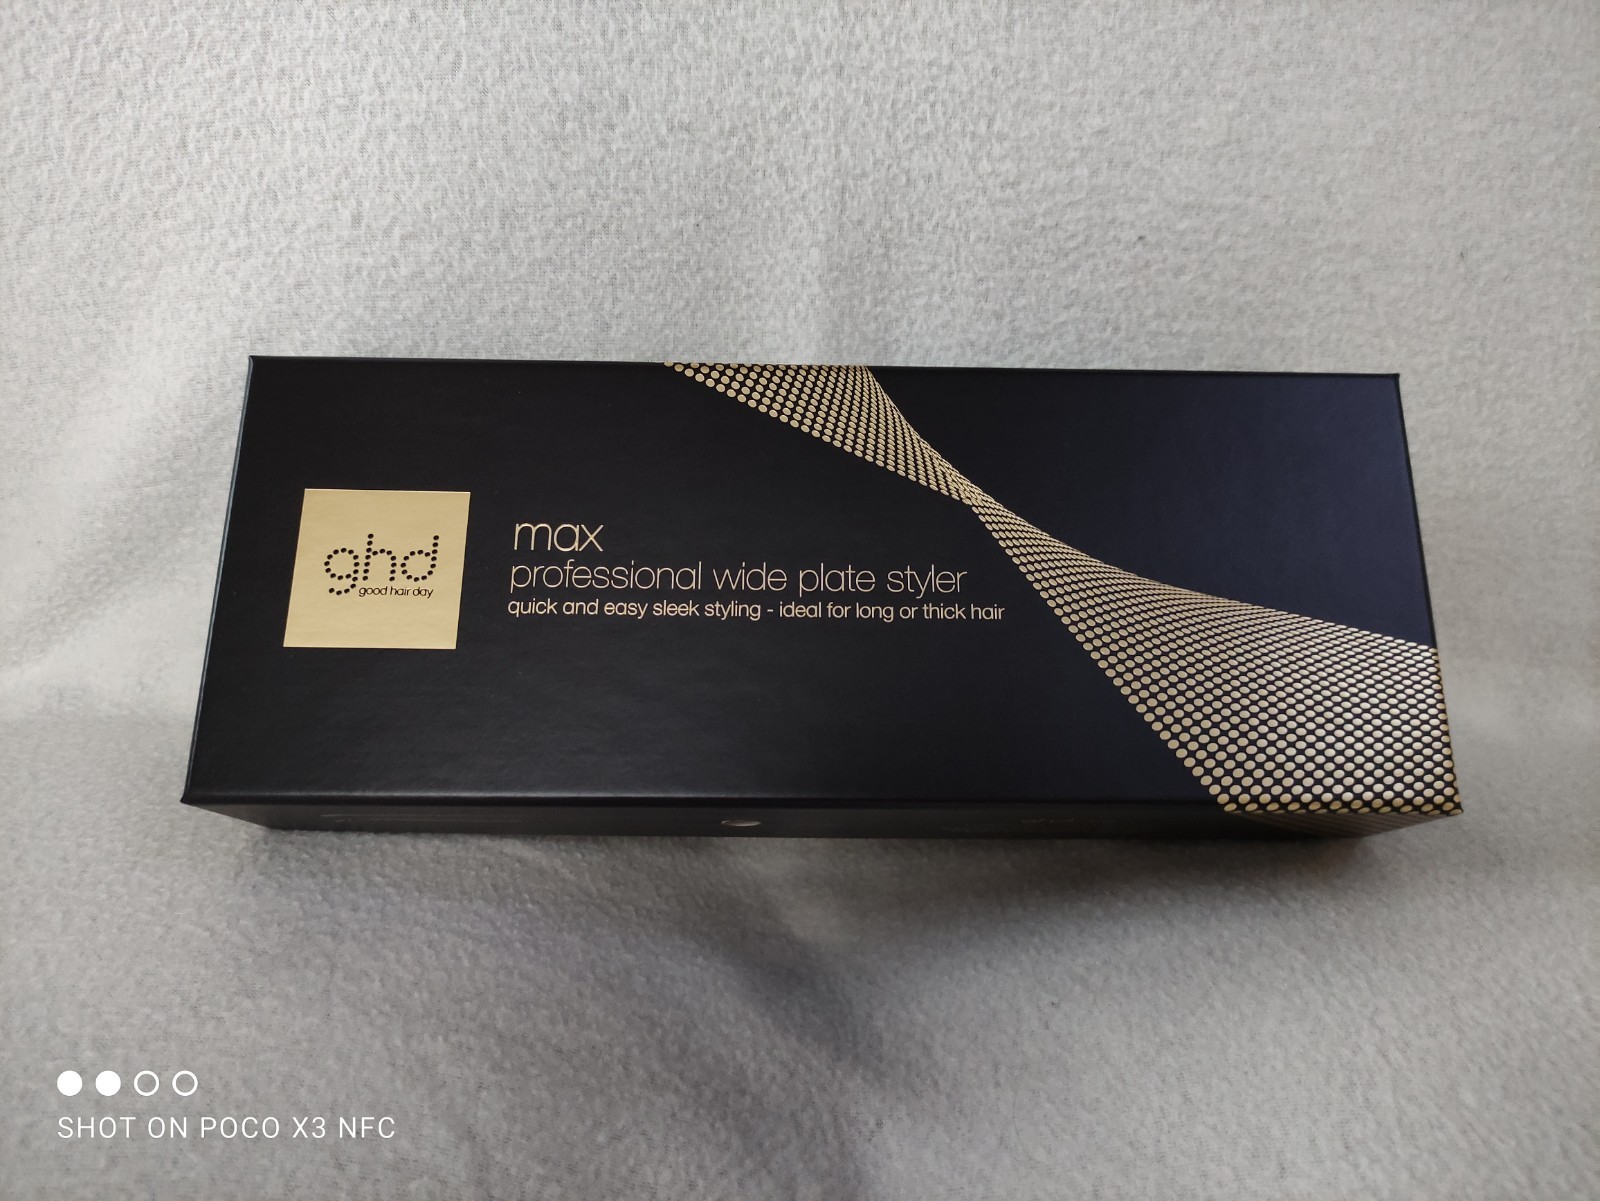 ghd
good hair day
max
professional wide plate styler
quick and easy sleek styling - ideal for long or thick hair
SHOT ON POCO X3 NFC